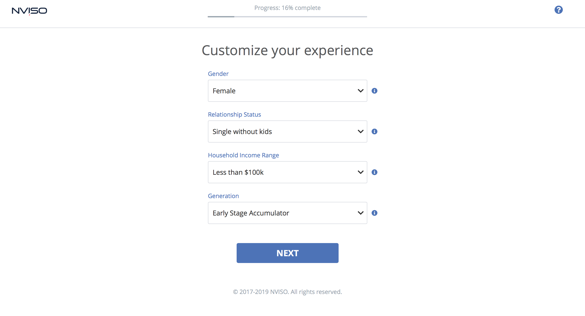 NVISO
Progress: 16% complete
?
Customize your experience
Gender
Female
i
Relationship Status
Single without kids
i
Household Income Range
Less than $100k
i
Generation
Early Stage Accumulator
i
NEXT
© 2017-2019 NVISO. All rights reserved.